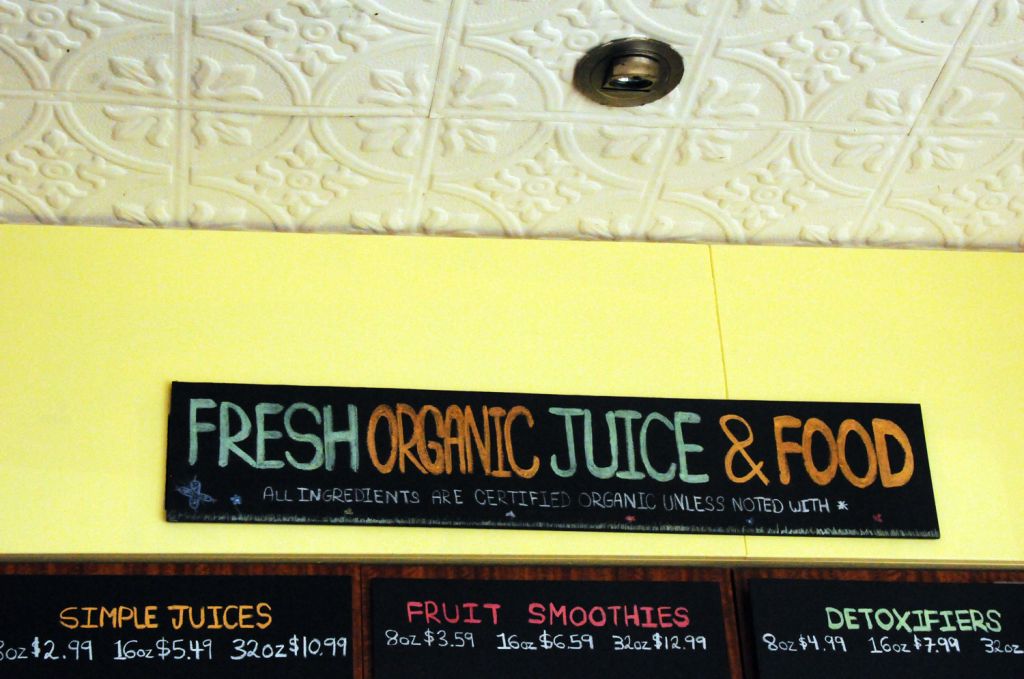 FRESH ORGANIC JUICE & FOOD
ALL INGREDIENTS ARE CERTIFIED ORGANIC UNLESS NOTED WITH *
SIMPLE JUICES
8oz $2.99 16oz $5.49 32oz $10.99
FRUIT SMOOTHIES
8oz $3.59 16oz $6.59 32oz $12.99
DETOXIFIERS
8oz $4.99 16oz $7.99 32oz